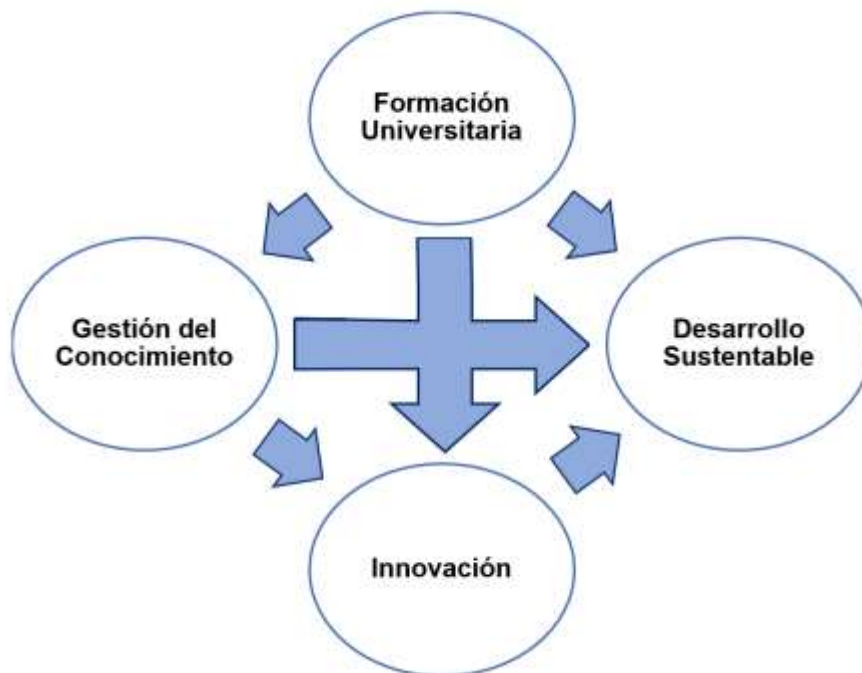 Formación
Universitaria
Gestión del
Conocimiento
Desarrollo
Sustentable
Innovación